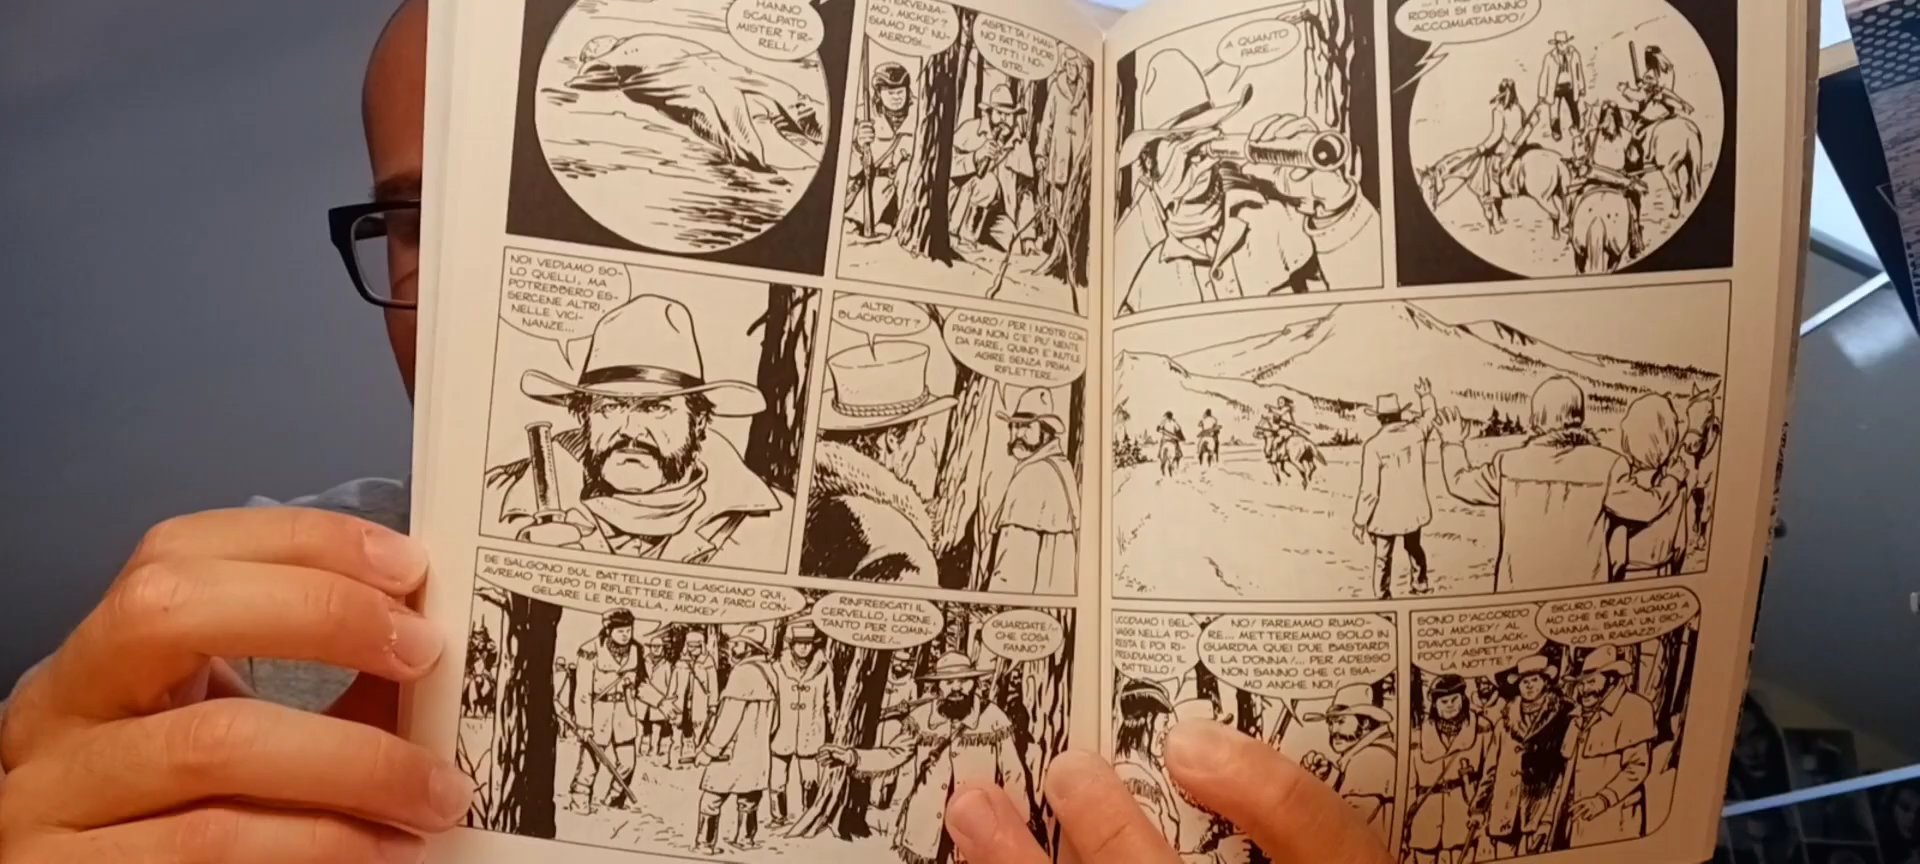 HANNO
SCALPATO
MISTER TIR-
RELL!
MO, MICKEY?
SIAMO PIU' NU-
MEROSI...
ASPETTA! HAN-
NO FATTO FUORI
TUTTI I NO-
STRI...
NOI VEDIAMO SO-
LO QUELLI, MA
POTREBBERO ES-
SERCENE ALTRI,
NELLE VICI-
NANZE...
ALTRI
BLACKFOOT?
CHIARO! PER I NOSTRI COM-
PAGNI NON C'E' PIU' NIENTE
DA FARE, QUINDI E' INUTILE
AGIRE SENZA PRIMA
RIFLETTERE...
SE SALGONO SUL BATTELLO E CI LASCIANO QUI,
AVREMO TEMPO DI RIFLETTERE FINO A FARCI CON-
GELARE LE BUDELLA, MICKEY!
RINFRESCATI IL
CERVELLO, LORNE,
TANTO PER COMIN-
CIARE!...
GUARDATE!...
CHE COSA
FANNO?
A QUANTO
PARE...
ROSSI SI STANNO
ACCOMIATANDO!
UCCIDIAMO I SEL-
VAGGI NELLA FO-
RESTA E POI RI-
PRENDIAMOCI IL
BATTELLO!
NO! FAREMMO RUMO-
RE... METTEREMMO SOLO IN
GUARDIA QUEI DUE BASTARDI
E LA DONNA!... PER ADESSO
NON SANNO CHE CI SIA-
MO ANCHE NOI!
SONO D'ACCORDO
CON MICKEY! AL
DIAVOLO I BLACK-
FOOT! ASPETTIAMO
LA NOTTE?
SICURO, BRAD! LASCIA-
MO CHE SE NE VADANO A
NANNA... SARA' UN GIO-
CO DA RAGAZZI!